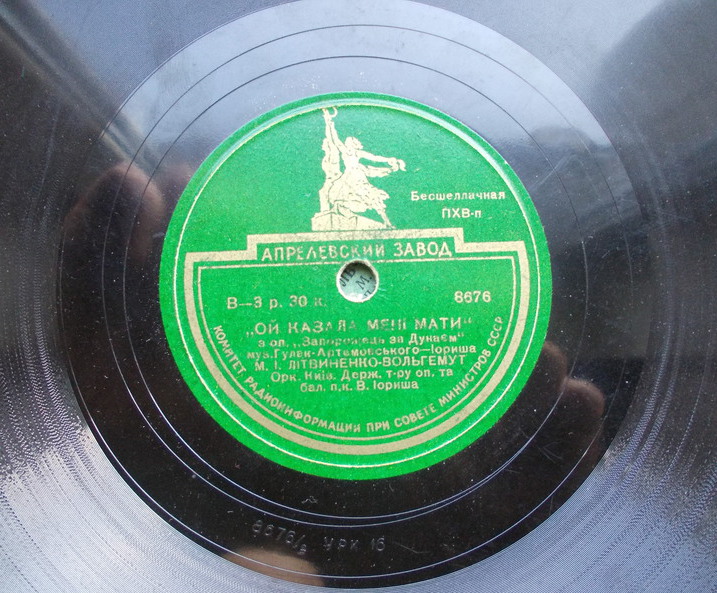 Бесшеллачная
ПХВ-п
АПРЕЛЕВСКИЙ ЗАВОД
В—3 р. 30 к.
8676
„ОЙ КАЗАЛА МЕНІ МАТИ"
з оп. „Запорожець за Дунаєм"
муз. Гулак-Артемовського—Іориша
М. І. ЛІТВИНЕНКО-ВОЛЬГЕМУТ
Орк. Київ. Держ. т-ру оп. та
бал. п.к. В. Іориша
КОМИТЕТ РАДИОИНФОРМАЦИИ ПРИ СОВЕТЕ МИНИСТРОВ СССР
8676/2 УРК 16